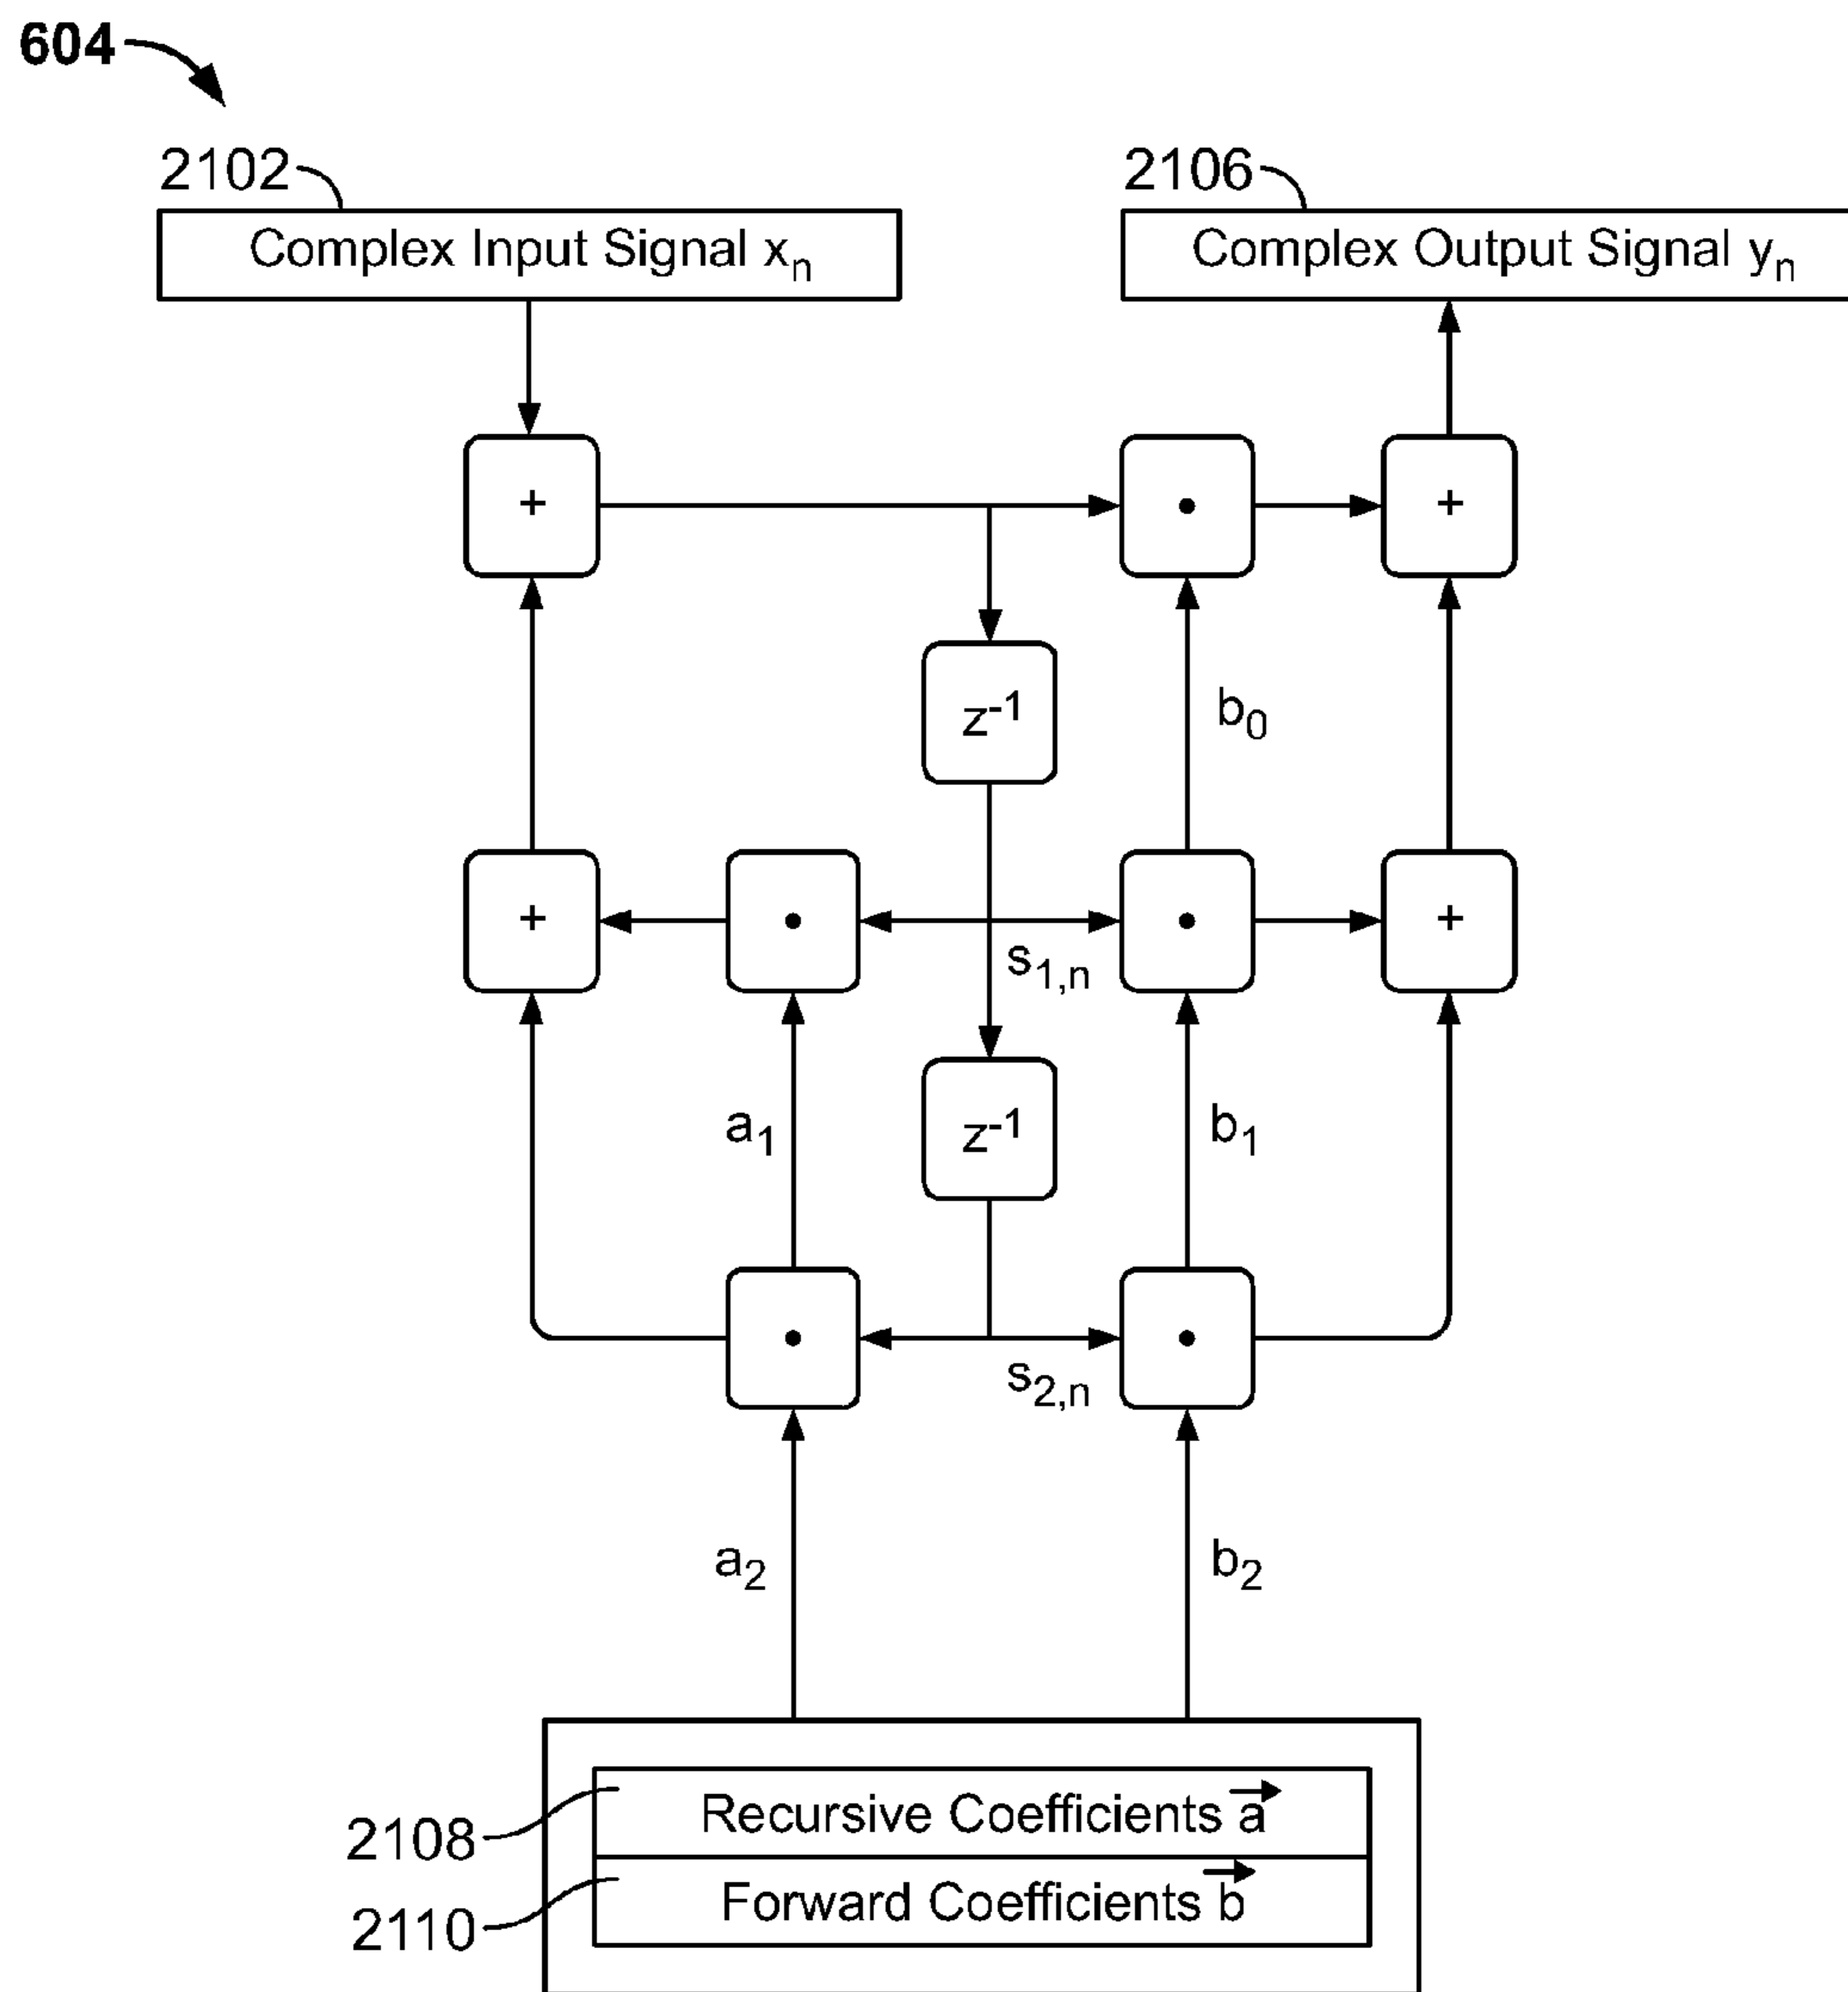 604
2102
2106
Complex Input Signal xₙ
Complex Output Signal yₙ
+
•
+
z⁻¹
b₀
+
•
•
+
s₁,ₙ
a₁
z⁻¹
b₁
•
•
s₂,ₙ
a₂
b₂
2108
Recursive Coefficients a⃗
2110
Forward Coefficients b⃗